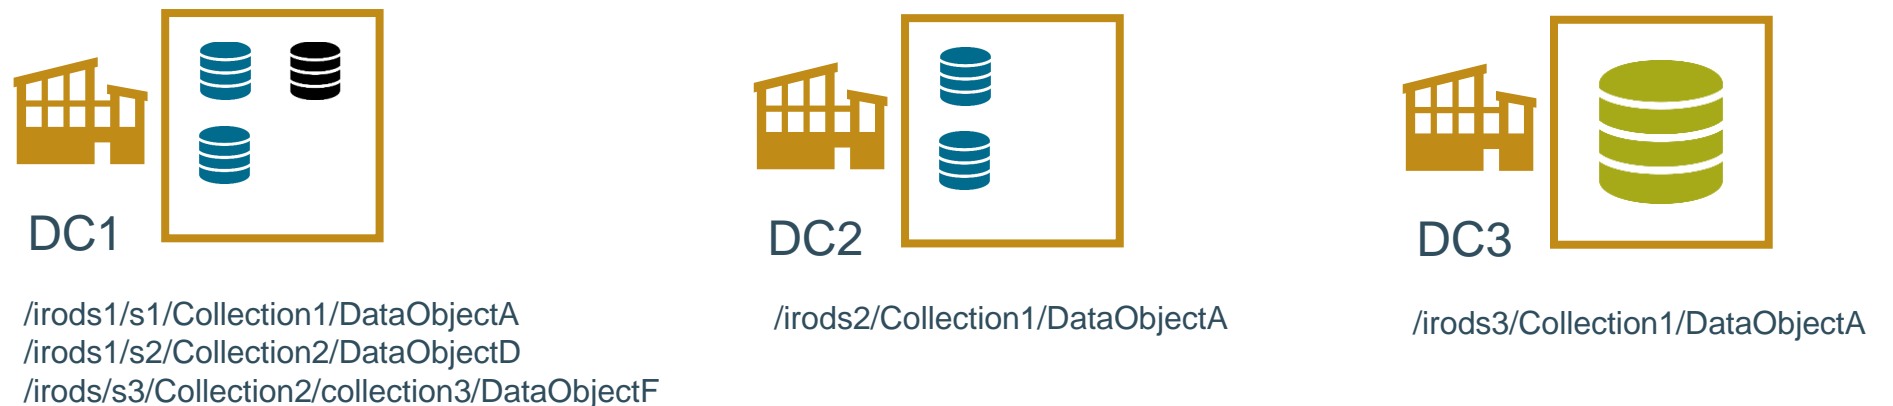 DC1
/irods1/s1/Collection1/DataObjectA
/irods1/s2/Collection2/DataObjectD
/irods/s3/Collection2/collection3/DataObjectF
DC2
/irods2/Collection1/DataObjectA
DC3
/irods3/Collection1/DataObjectA